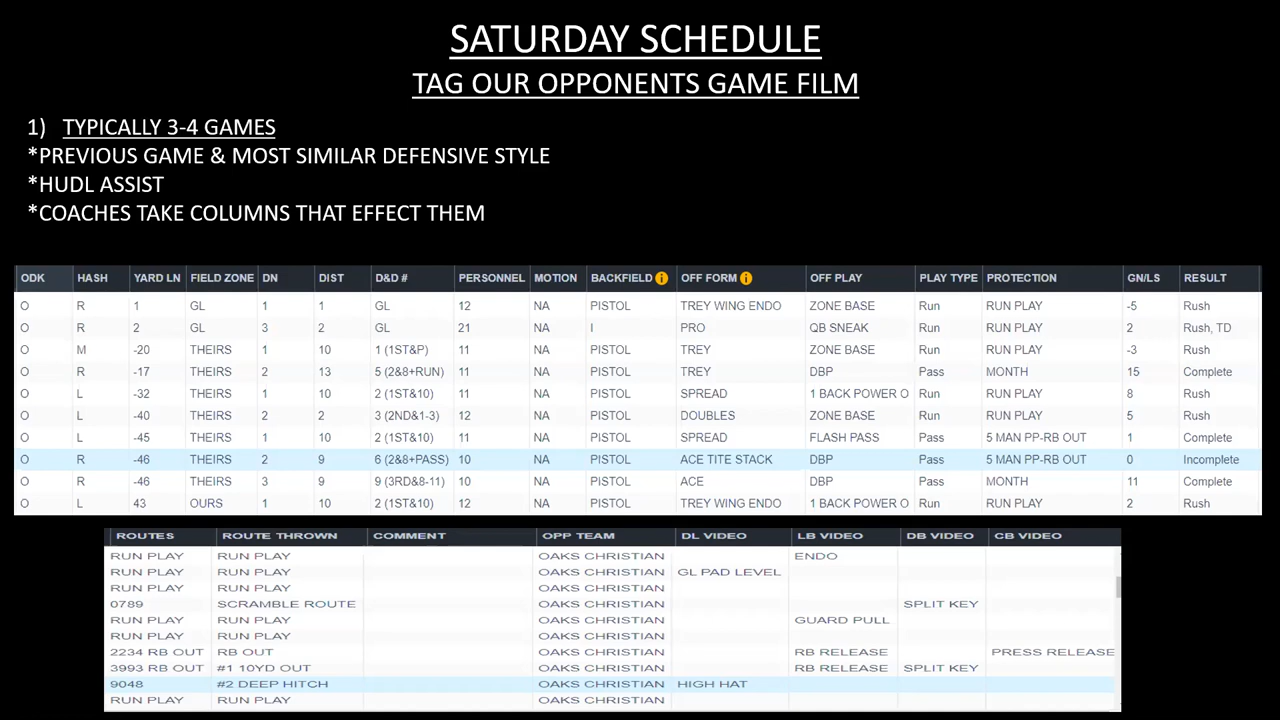 SATURDAY SCHEDULE
TAG OUR OPPONENTS GAME FILM
1) TYPICALLY 3-4 GAMES
*PREVIOUS GAME & MOST SIMILAR DEFENSIVE STYLE
*HUDL ASSIST
*COACHES TAKE COLUMNS THAT EFFECT THEM
ODK HASH YARD LN FIELD ZONE DN DIST D&D # PERSONNEL MOTION BACKFIELD OFF FORM OFF PLAY PLAY TYPE PROTECTION GN/LS RESULT
O R 1 GL 1 1 GL 12 NA PISTOL TREY WING ENDO ZONE BASE Run RUN PLAY -5 Rush
O R 2 GL 3 2 GL 21 NA I PRO QB SNEAK Run RUN PLAY 2 Rush, TD
O M -20 THEIRS 1 10 1 (1ST&P) 11 NA PISTOL TREY ZONE BASE Run RUN PLAY -3 Rush
O R -17 THEIRS 2 13 5 (2&8+RUN) 11 NA PISTOL TREY DBP Pass MONTH 15 Complete
O L -32 THEIRS 1 10 2 (1ST&10) 11 NA PISTOL SPREAD 1 BACK POWER O Run RUN PLAY 8 Rush
O L -40 THEIRS 2 2 3 (2ND&1-3) 12 NA PISTOL DOUBLES ZONE BASE Run RUN PLAY 5 Rush
O L -45 THEIRS 1 10 2 (1ST&10) 11 NA PISTOL SPREAD FLASH PASS Pass 5 MAN PP-RB OUT 1 Complete
O R -46 THEIRS 2 9 6 (2&8+PASS) 10 NA PISTOL ACE TITE STACK DBP Pass 5 MAN PP-RB OUT 0 Incomplete
O R -46 THEIRS 3 9 9 (3RD&8-11) 10 NA PISTOL ACE DBP Pass MONTH 11 Complete
O L 43 OURS 1 10 2 (1ST&10) 12 NA PISTOL TREY WING ENDO 1 BACK POWER O Run RUN PLAY 2 Rush
ROUTES ROUTE THROWN COMMENT OPP TEAM DL VIDEO LB VIDEO DB VIDEO CB VIDEO
RUN PLAY RUN PLAY OAKS CHRISTIAN ENDO
RUN PLAY RUN PLAY OAKS CHRISTIAN GL PAD LEVEL
RUN PLAY RUN PLAY OAKS CHRISTIAN
0789 SCRAMBLE ROUTE OAKS CHRISTIAN SPLIT KEY
RUN PLAY RUN PLAY OAKS CHRISTIAN GUARD PULL
RUN PLAY RUN PLAY OAKS CHRISTIAN
2234 RB OUT RB OUT OAKS CHRISTIAN RB RELEASE PRESS RELEASE
3993 RB OUT #1 10YD OUT OAKS CHRISTIAN RB RELEASE SPLIT KEY
9048 #2 DEEP HITCH OAKS CHRISTIAN HIGH HAT
RUN PLAY RUN PLAY OAKS CHRISTIAN